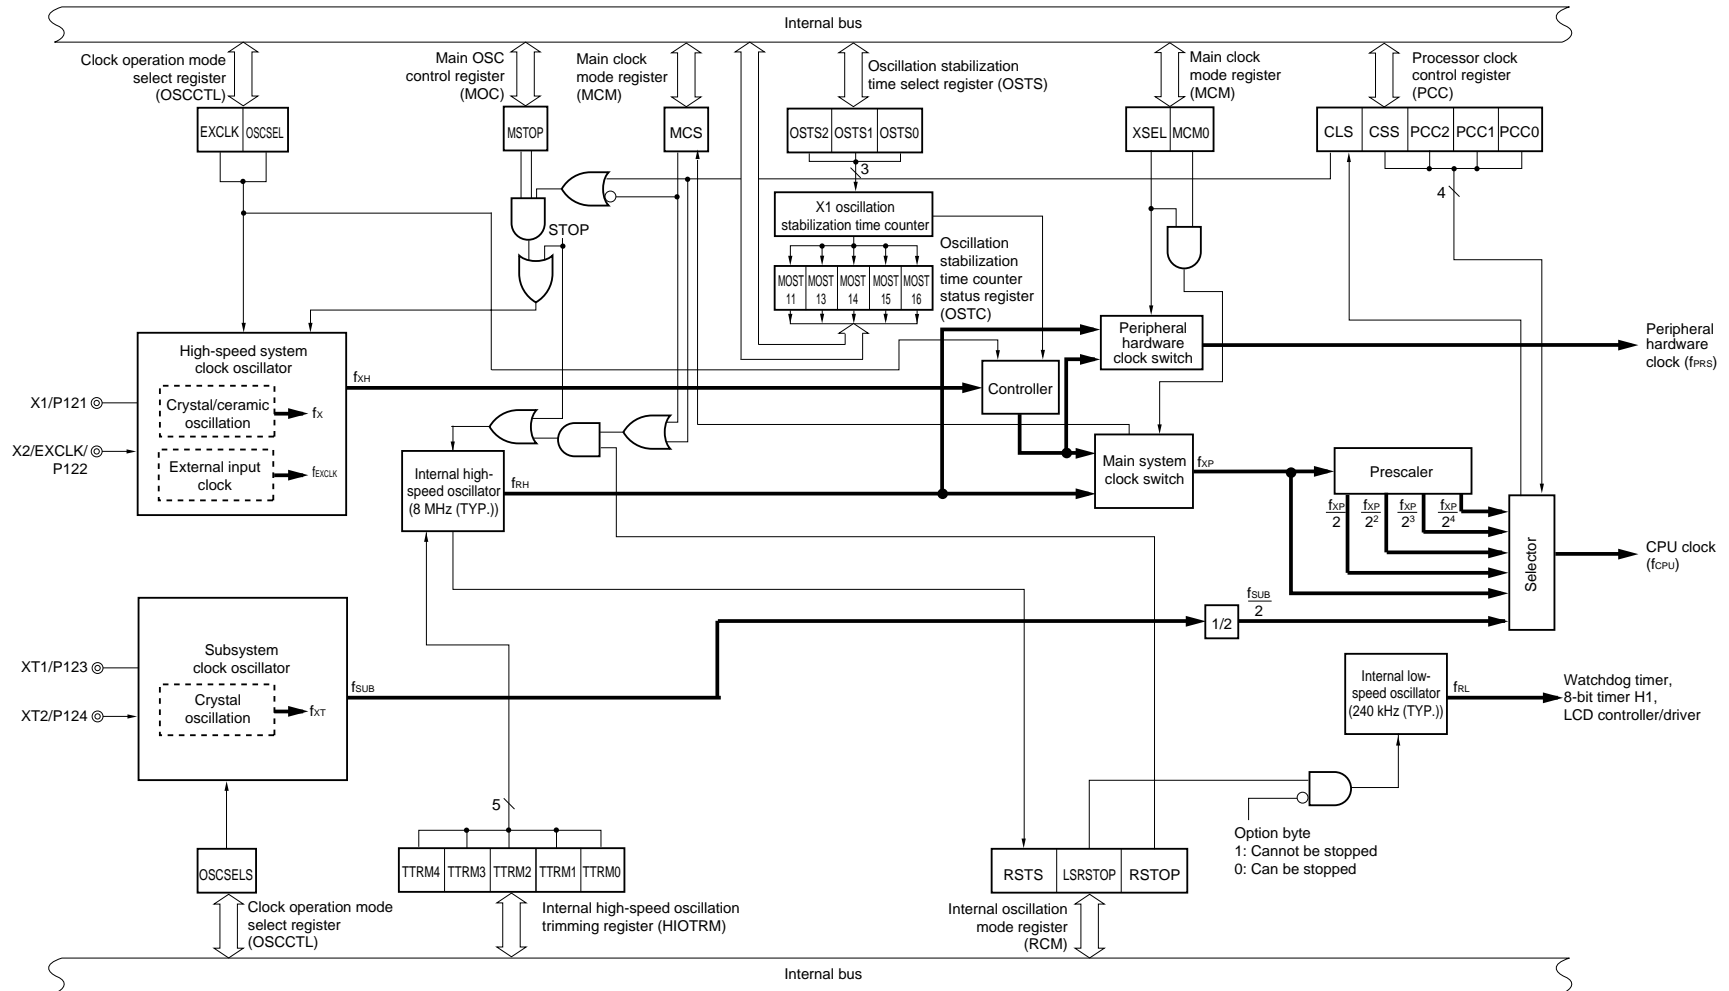 Internal bus
Clock operation mode
select register
(OSCCTL)
Main OSC
control register
(MOC)
Main clock
mode register
(MCM)
Oscillation stabilization
time select register (OSTS)
Main clock
mode register
(MCM)
Processor clock
control register
(PCC)
EXCLK OSCSEL
MSTOP
MCS
OSTS2 OSTS1 OSTS0
XSEL MCM0
CLS CSS PCC2 PCC1 PCC0
3
4
X1 oscillation
stabilization time counter
STOP
Oscillation
stabilization
time counter
status register
(OSTC)
MOST MOST MOST MOST MOST
11 13 14 15 16
High-speed system
clock oscillator
Crystal/ceramic
oscillation
fX
External input
clock
fEXCLK
X1/P121
X2/EXCLK/
P122
fXH
Controller
Peripheral
hardware
clock switch
Peripheral
hardware
clock (fPRS)
Internal high-
speed oscillator
(8 MHz (TYP.))
fRH
Main system
clock switch
fXP
Prescaler
fXP fXP fXP fXP
2 2² 2³ 2⁴
Selector
CPU clock
(fCPU)
fSUB
2
1/2
Subsystem
clock oscillator
Crystal
oscillation
fXT
XT1/P123
XT2/P124
fSUB
Internal low-
speed oscillator
(240 kHz (TYP.))
fRL
Watchdog timer,
8-bit timer H1,
LCD controller/driver
5
Option byte
1: Cannot be stopped
0: Can be stopped
OSCSELS
TTRM4 TTRM3 TTRM2 TTRM1 TTRM0
RSTS LSRSTOP RSTOP
Clock operation mode
select register
(OSCCTL)
Internal high-speed oscillation
trimming register (HIOTRM)
Internal oscillation
mode register
(RCM)
Internal bus